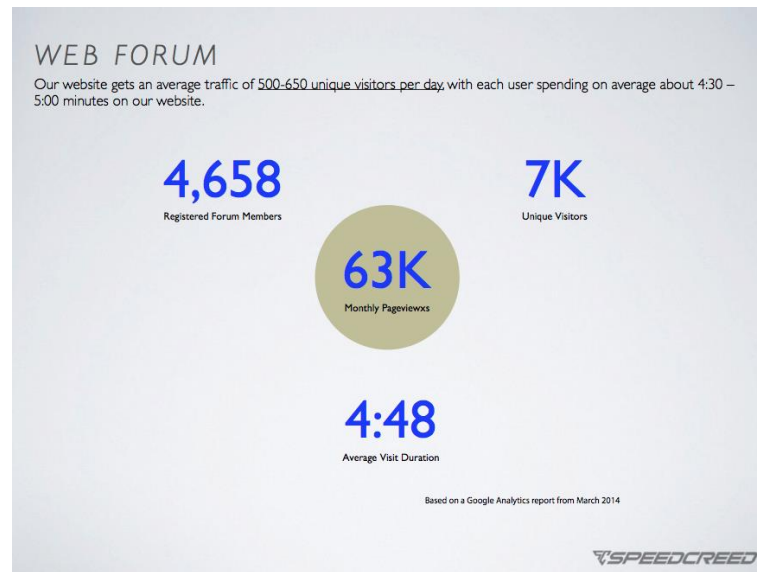 WEB FORUM
Our website gets an average traffic of 500-650 unique visitors per day, with each user spending on average about 4:30 –
5:00 minutes on our website.
4,658
Registered Forum Members
7K
Unique Visitors
63K
Monthly Pageviewxs
4:48
Average Visit Duration
Based on a Google Analytics report from March 2014
SPEEDCREED